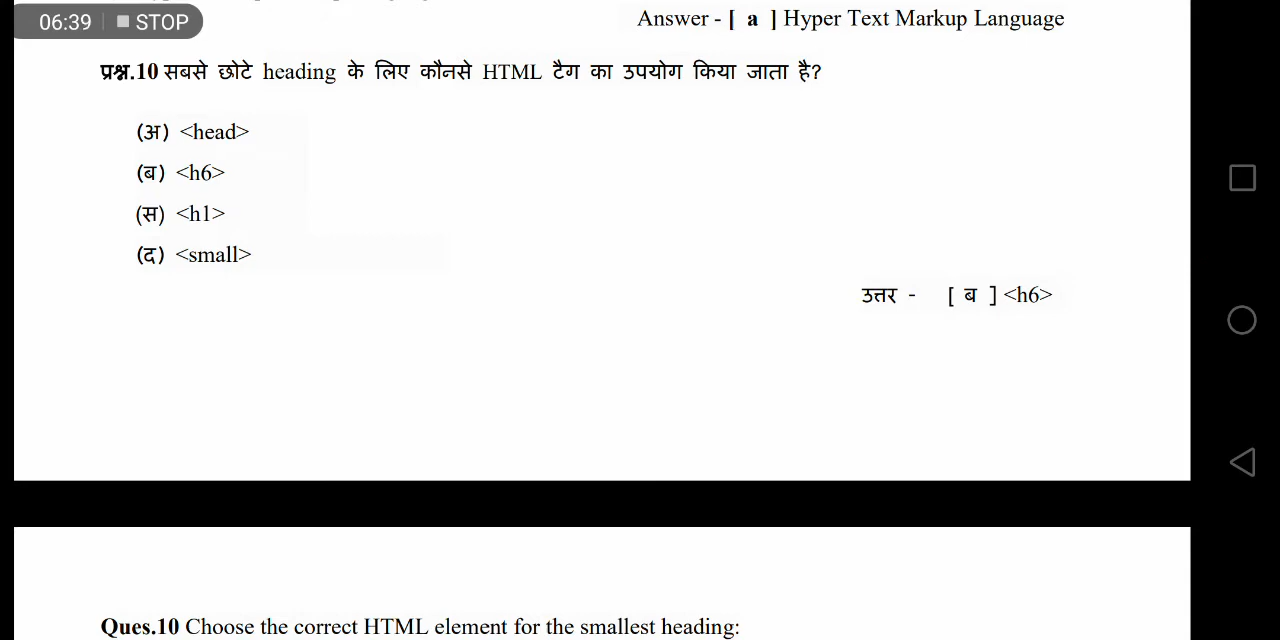 06:39 STOP
Answer - [ a ] Hyper Text Markup Language
प्रश्न.10 सबसे छोटे heading के लिए कौनसे HTML टैग का उपयोग किया जाता है?
(अ) <head>
(ब) <h6>
(स) <h1>
(द) <small>
उत्तर - [ ब ] <h6>
Ques.10 Choose the correct HTML element for the smallest heading: